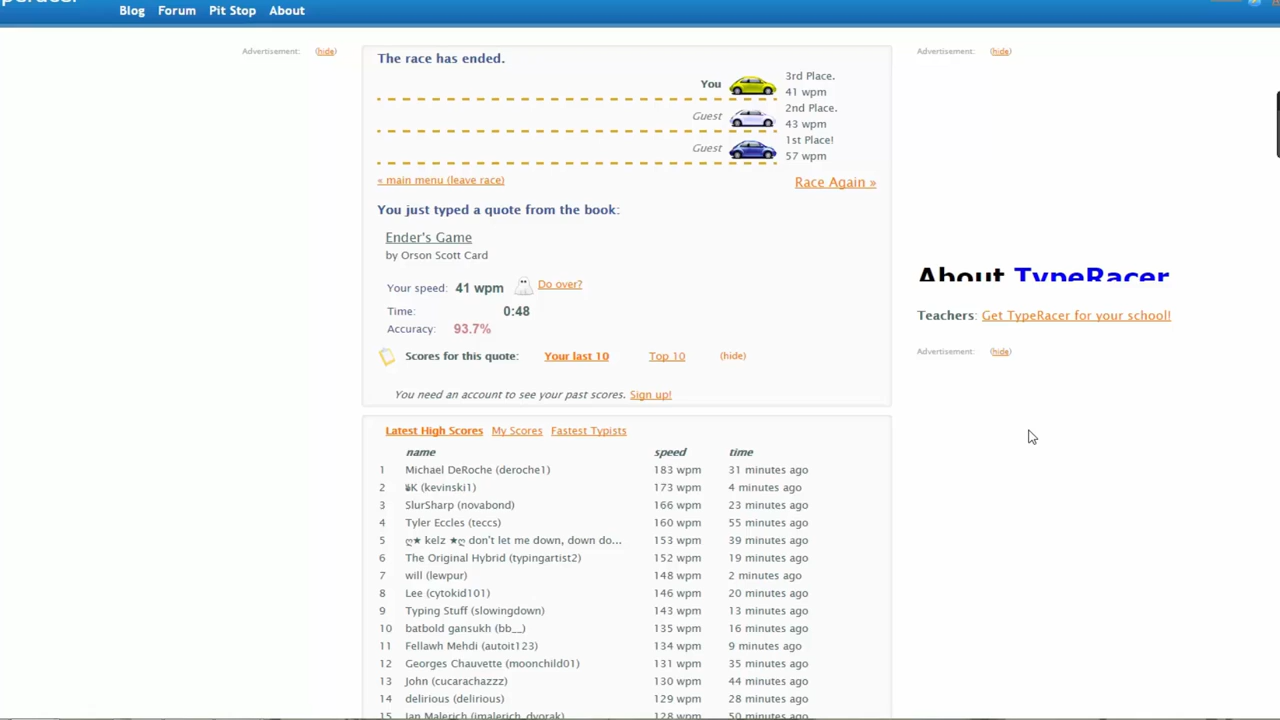 Blog Forum Pit Stop About
Advertisement: (hide)
The race has ended.
You 3rd Place.
41 wpm
Guest 2nd Place.
43 wpm
Guest 1st Place!
57 wpm
« main menu (leave race) Race Again »
You just typed a quote from the book:
Ender's Game
by Orson Scott Card
Your speed: 41 wpm Do over?
Time: 0:48
Accuracy: 93.7%
Scores for this quote: Your last 10 Top 10 (hide)
You need an account to see your past scores. Sign up!
Latest High Scores My Scores Fastest Typists
name speed time
1 Michael DeRoche (deroche1) 183 wpm 31 minutes ago
2 K (kevinski1) 173 wpm 4 minutes ago
3 SlurSharp (novabond) 166 wpm 23 minutes ago
4 Tyler Eccles (teccs) 160 wpm 55 minutes ago
5 ღ★ kelz ★ღ don't let me down, down do... 153 wpm 39 minutes ago
6 The Original Hybrid (typingartist2) 152 wpm 19 minutes ago
7 will (lewpur) 148 wpm 2 minutes ago
8 Lee (cytokid101) 146 wpm 20 minutes ago
9 Typing Stuff (slowingdown) 143 wpm 13 minutes ago
10 batbold gansukh (bb__) 135 wpm 16 minutes ago
11 Fellawh Mehdi (autoit123) 134 wpm 9 minutes ago
12 Georges Chauvette (moonchild01) 131 wpm 35 minutes ago
13 John (cucarachazzz) 130 wpm 44 minutes ago
14 delirious (delirious) 129 wpm 28 minutes ago
15 Ian Malerich (imalerich_dvorak) 128 wpm 50 minutes ago
Advertisement: (hide)
About TypeRacer
Teachers: Get TypeRacer for your school!
Advertisement: (hide)